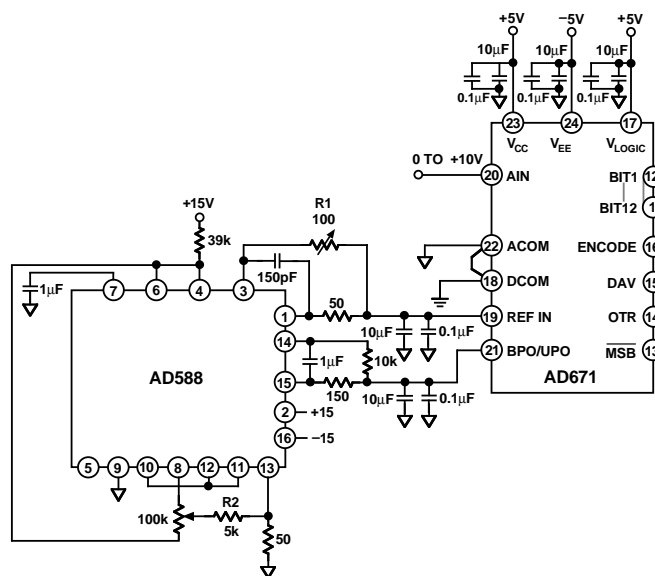 +5V
−5V
+5V
10µF
10µF
10µF
0.1µF
0.1µF
0.1µF
23
24
17
VCC
VEE
VLOGIC
0 TO +10V
20
AIN
BIT1
12
BIT12
1
22
ACOM
ENCODE
16
18
DCOM
DAV
15
19
REF IN
OTR
14
21
BPO/UPO
MSB
13
AD671
+15V
39k
R1
100
150pF
1µF
7
6
4
3
1
50
10µF
0.1µF
14
1µF
10k
15
150
10µF
0.1µF
2
+15
16
−15
AD588
5
9
10
8
12
11
13
100k
R2
5k
50